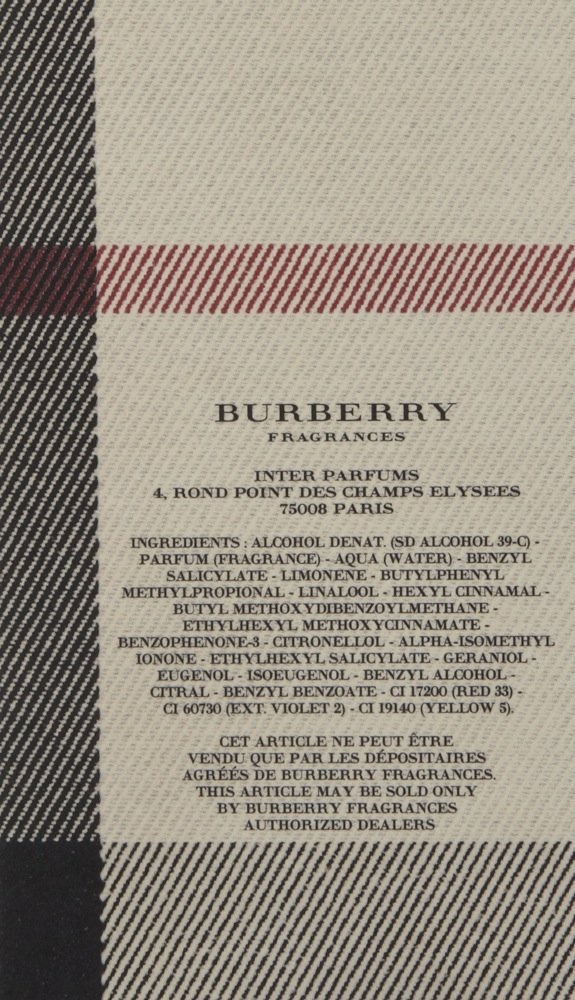 BURBERRY
FRAGRANCES
INTER PARFUMS
4, ROND POINT DES CHAMPS ELYSEES
75008 PARIS
INGREDIENTS : ALCOHOL DENAT. (SD ALCOHOL 39-C) -
PARFUM (FRAGRANCE) - AQUA (WATER) - BENZYL
SALICYLATE - LIMONENE - BUTYLPHENYL
METHYLPROPIONAL - LINALOOL - HEXYL CINNAMAL -
BUTYL METHOXYDIBENZOYLMETHANE -
ETHYLHEXYL METHOXYCINNAMATE -
BENZOPHENONE-3 - CITRONELLOL - ALPHA-ISOMETHYL
IONONE - ETHYLHEXYL SALICYLATE - GERANIOL -
EUGENOL - ISOEUGENOL - BENZYL ALCOHOL -
CITRAL - BENZYL BENZOATE - CI 17200 (RED 33) -
CI 60730 (EXT. VIOLET 2) - CI 19140 (YELLOW 5).
CET ARTICLE NE PEUT ÊTRE
VENDU QUE PAR LES DÉPOSITAIRES
AGRÉÉS DE BURBERRY FRAGRANCES.
THIS ARTICLE MAY BE SOLD ONLY
BY BURBERRY FRAGRANCES
AUTHORIZED DEALERS